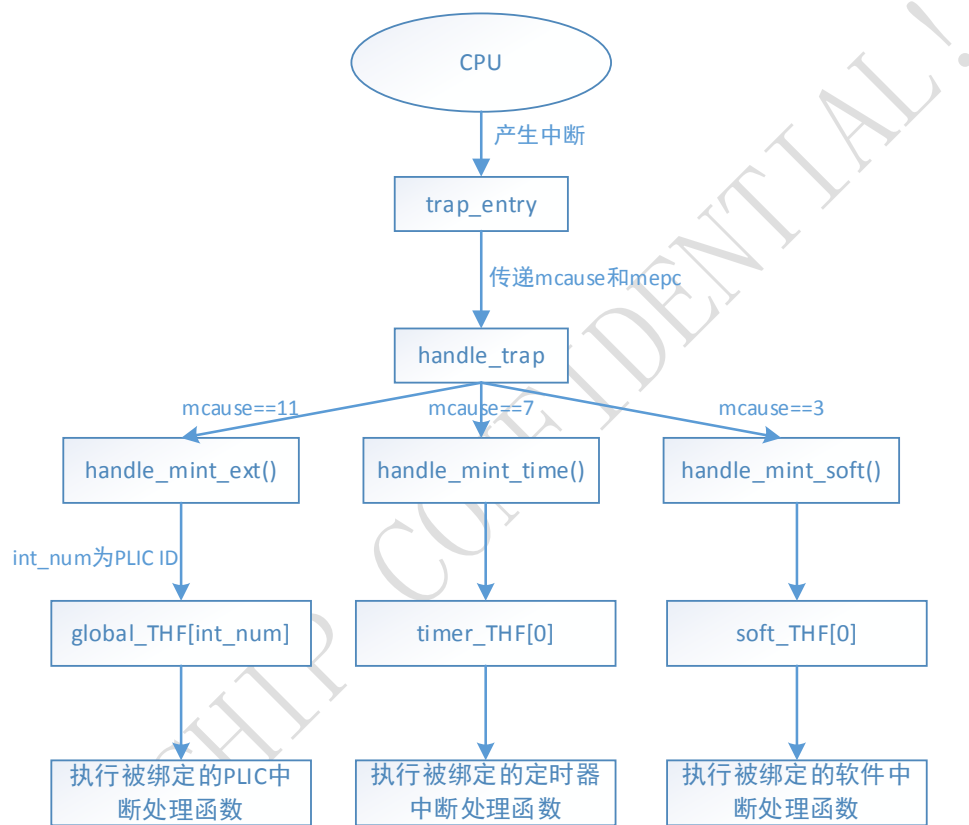 CPU
产生中断
trap_entry
传递mcause和mepc
handle_trap
mcause==11
mcause==7
mcause==3
handle_mint_ext()
handle_mint_time()
handle_mint_soft()
int_num为PLIC ID
global_THF[int_num]
timer_THF[0]
soft_THF[0]
执行被绑定的PLIC中
断处理函数
执行被绑定的定时器
中断处理函数
执行被绑定的软件中
断处理函数
CONFIDENTIAL!